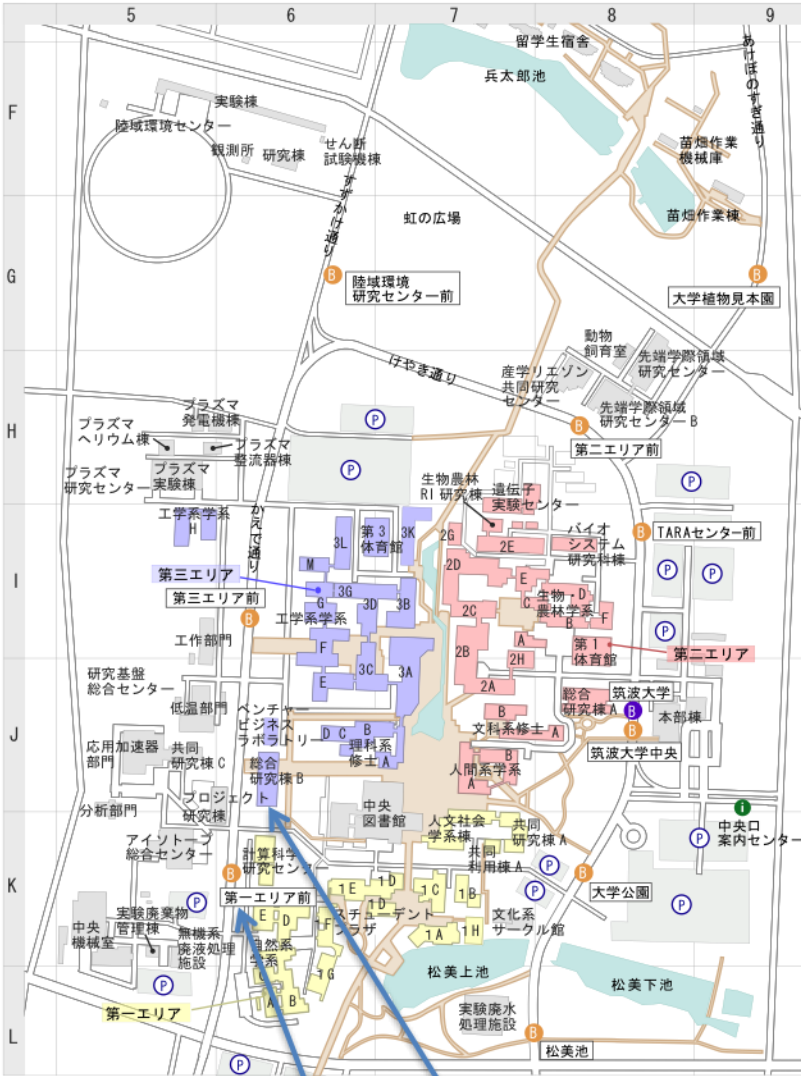 5
6
7
8
9
F
G
H
I
J
K
L
留学生宿舎
兵太郎池
あけぼのすぎ通り
実験棟
陸域環境センター
観測所
研究棟
せん断
試験機棟
苗畑作業
機械庫
苗畑作業棟
すずかけ通り
虹の広場
B
陸域環境
研究センター前
B
大学植物見本園
けやき通り
動物
飼育室
先端学際領域
研究センター
産学リエゾン
共同研究
センター
先端学際領域
研究センターB
B
第二エリア前
プラズマ
発電機棟
プラズマ
ヘリウム棟
プラズマ
整流器棟
プラズマ
研究センター
プラズマ
実験棟
P
P
P
生物農林
RI 研究棟
遺伝子
実験センター
かえで通り
工学系学系
H
3L
第3
体育館
3K
M
第三エリア
3G
G
3D
3B
第三エリア前
B
工学系学系
F
3C
3A
E
2G
2E
2D
バイオ
システム
研究科棟
B
TARAセンター前
P
P
E
生物・
農林学系
D
C
B
F
2C
A
2B
2H
第1
体育館
P
第二エリア
2A
工作部門
研究基盤
総合センター
低温部門
応用加速器
部門
共同
研究棟C
分析部門
ベンチャー
ビジネス
ラボラトリー
D
C
B
理科系
修士
A
総合
研究棟B
プロジェクト
研究棟
総合
研究棟A
筑波大学
B
B
本部棟
筑波大学中央
B
文科系修士
A
B
人間系学系
A
中央
図書館
人文社会
学系棟
共同
研究棟A
共同
利用棟A
i
中央口
案内センター
P
P
P
P
アイソトープ
総合センター
計算科学
研究センタ
B
第一エリア前
P
中央
機械室
実験廃棄物
管理棟
無機系
廃液処理
施設
P
1E
1D
1D
1C
1B
スチューデント
プラザ
E
D
1F
1A
1H
文化系
サークル館
B
大学公園
自然系
学系
C
1G
A
B
第一エリア
松美上池
松美下池
実験廃水
処理施設
B
松美池
P